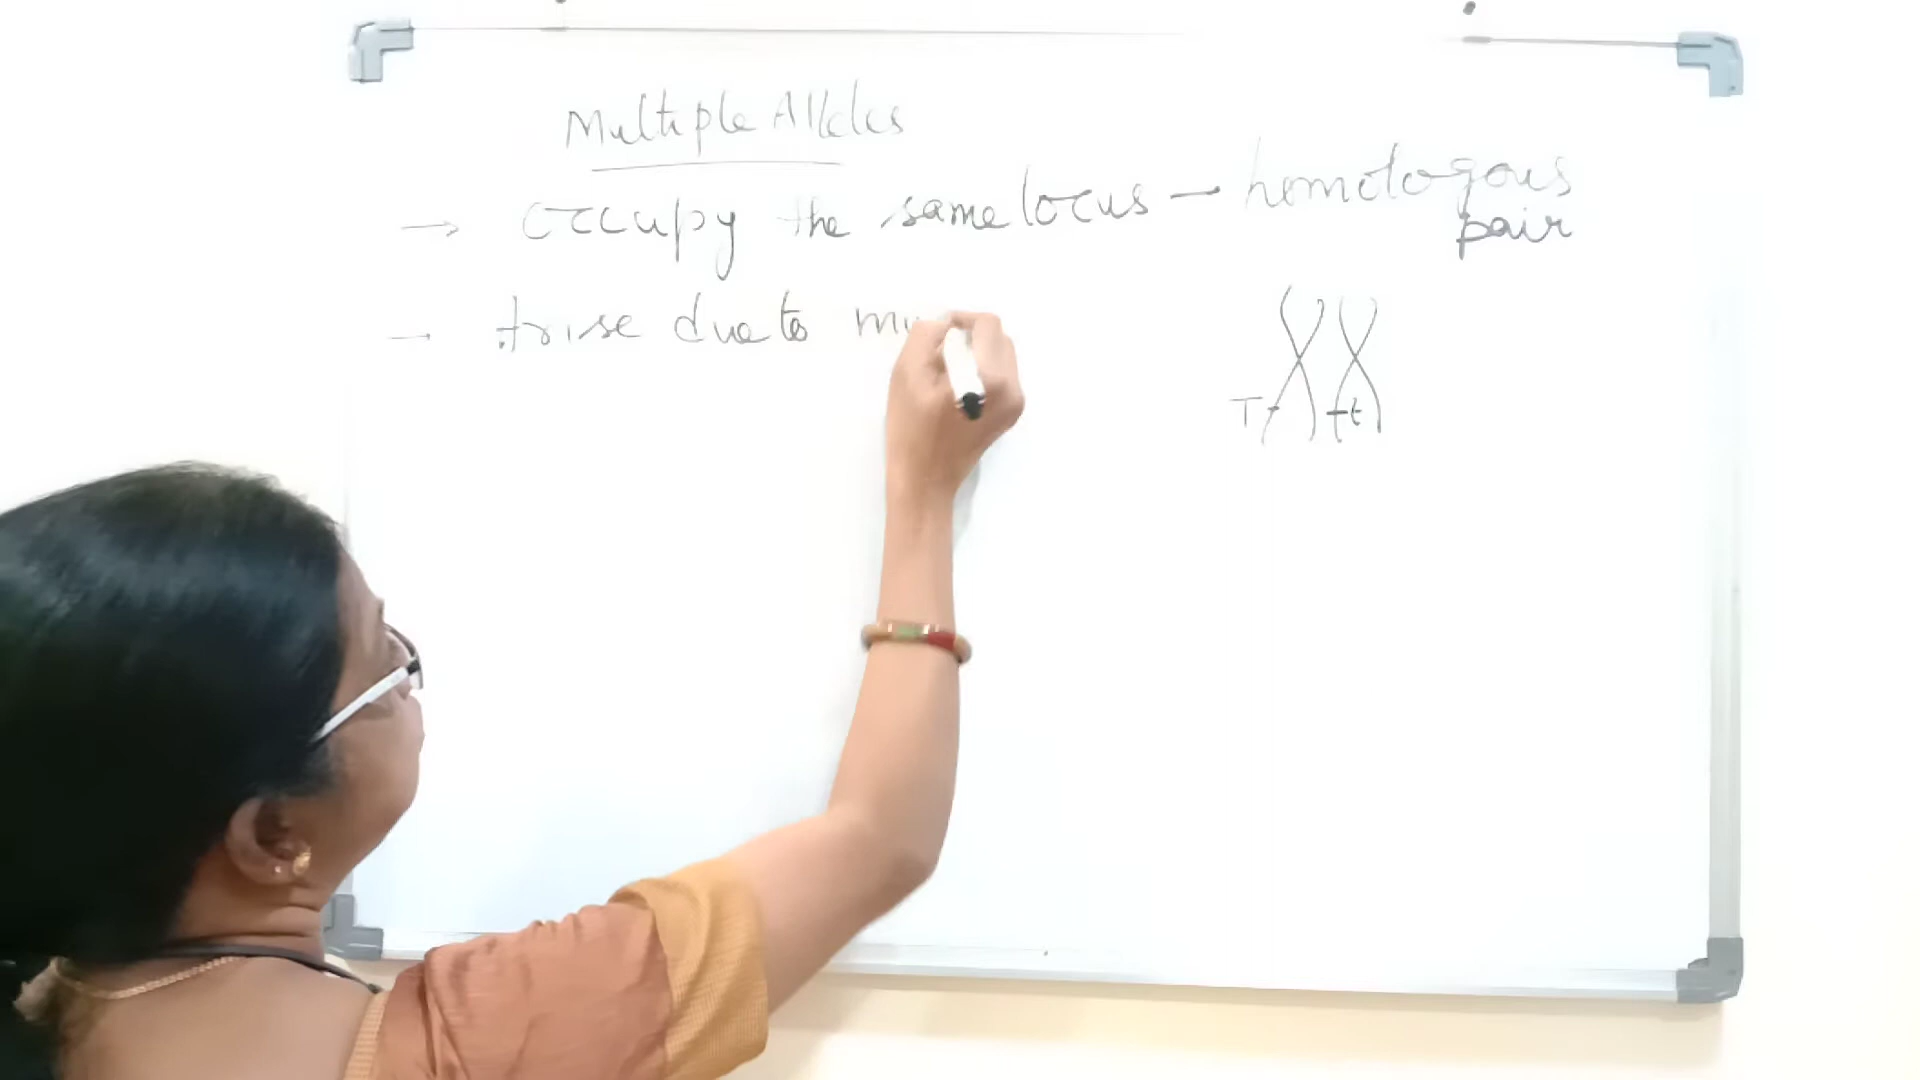 Multiple Alleles
→ occupy the same locus - homologous
pair
- Arise due to mu
T t